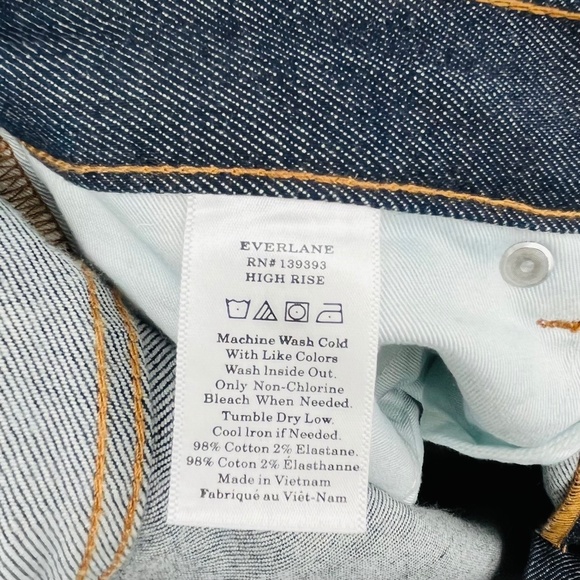 EVERLANE
RN# 139393
HIGH RISE
Machine Wash Cold
With Like Colors
Wash Inside Out.
Only Non-Chlorine
Bleach When Needed.
Tumble Dry Low.
Cool Iron if Needed.
98% Cotton 2% Elastane.
98% Coton 2% Élasthanne.
Made in Vietnam
Fabriqué au Viêt-Nam